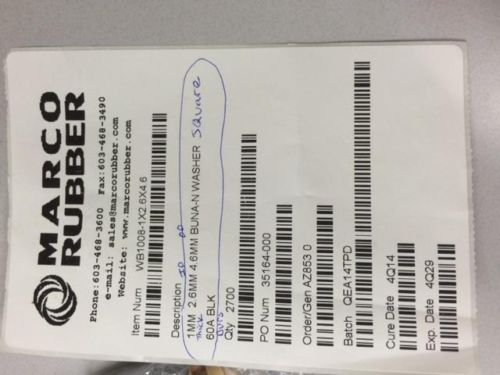 MARCO
RUBBER
Phone:603-468-3600 Fax:603-468-3490
e-mail: sales@marcorubber.com
Website: www.marcorubber.com
Item Num WB1008-1X2.6X4.6
Description ID OD
1MM 2.6MM 4.6MM BUNA-N WASHER Square
Thick
60A BLK
Duro
Qty 2700
PO Num 35164-000
Order/Gen AZ853 0
Batch QEA147PD
Cure Date 4Q14
Exp. Date 4Q29